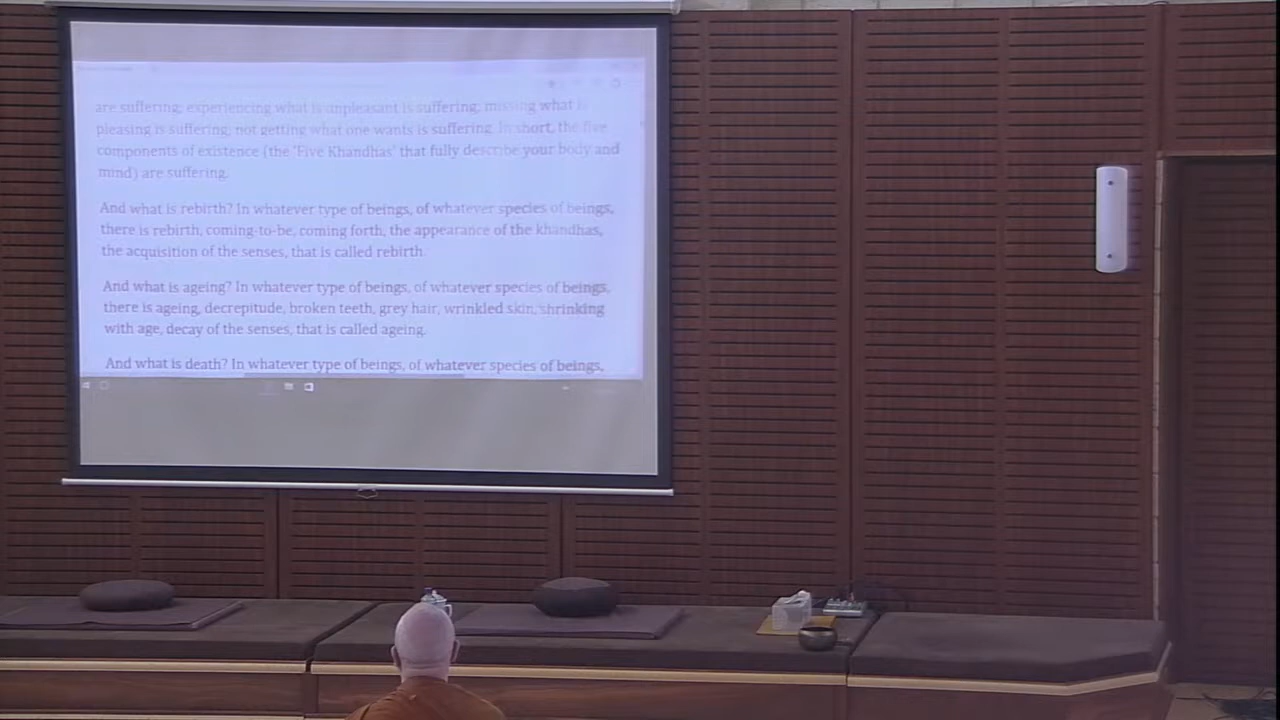 are suffering; experiencing what is unpleasant is suffering; missing what is
pleasing is suffering; not getting what one wants is suffering. In short, the five
components of existence (the 'Five Khandhas' that fully describe your body and
mind) are suffering.
And what is rebirth? In whatever type of beings, of whatever species of beings,
there is rebirth, coming-to-be, coming forth, the appearance of the khandhas,
the acquisition of the senses, that is called rebirth.
And what is ageing? In whatever type of beings, of whatever species of beings,
there is ageing, decrepitude, broken teeth, grey hair, wrinkled skin, shrinking
with age, decay of the senses, that is called ageing.
And what is death? In whatever type of beings, of whatever species of beings,